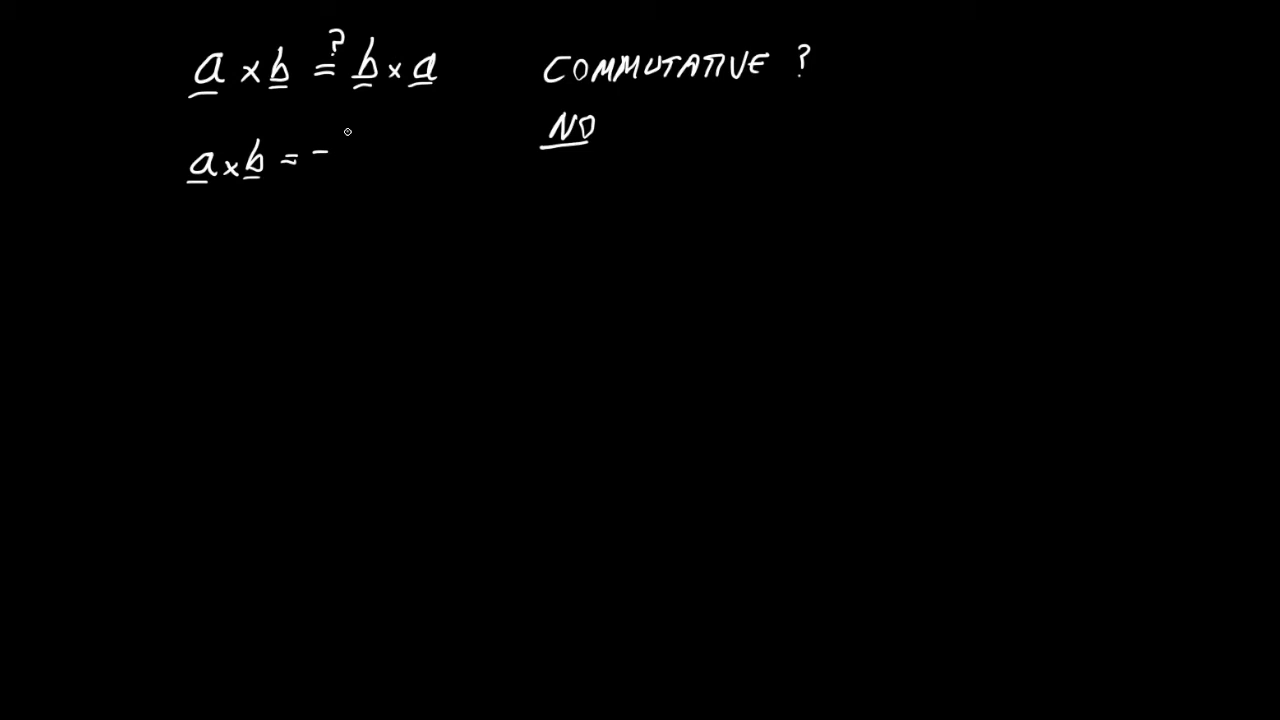 a × b ≟ b × a COMMUTATIVE ?
NO
a × b = -